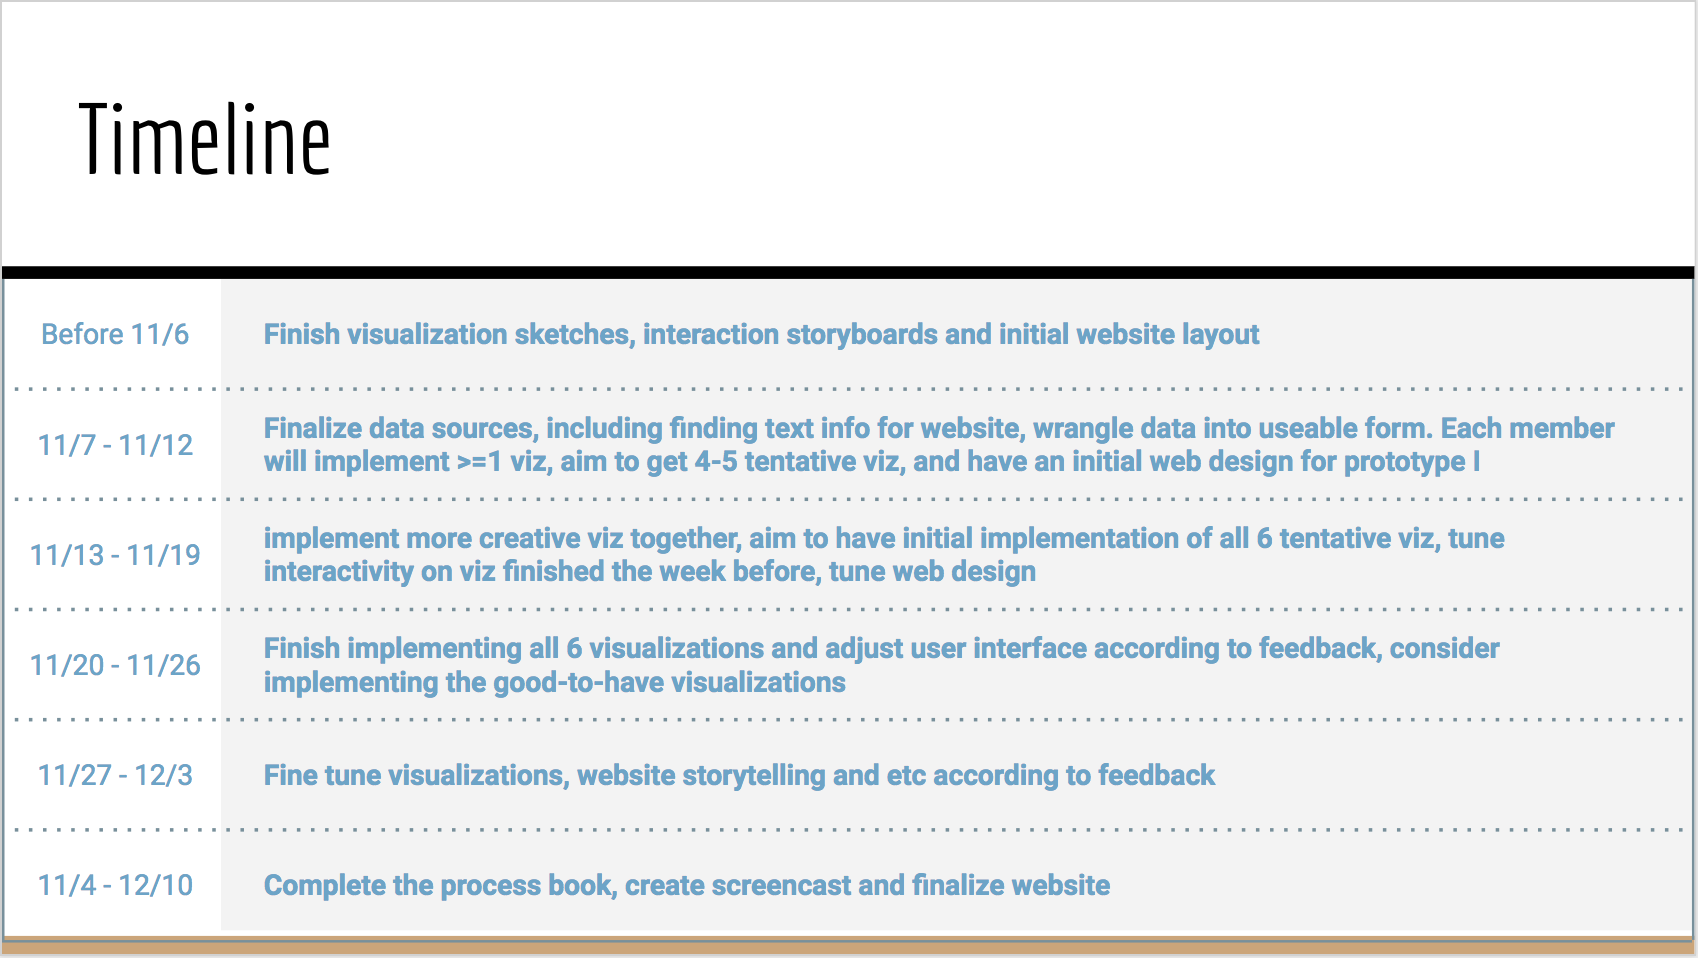 Timeline
Before 11/6
Finish visualization sketches, interaction storyboards and initial website layout
11/7 - 11/12
Finalize data sources, including finding text info for website, wrangle data into useable form. Each member
will implement >=1 viz, aim to get 4-5 tentative viz, and have an initial web design for prototype I
11/13 - 11/19
implement more creative viz together, aim to have initial implementation of all 6 tentative viz, tune
interactivity on viz finished the week before, tune web design
11/20 - 11/26
Finish implementing all 6 visualizations and adjust user interface according to feedback, consider
implementing the good-to-have visualizations
11/27 - 12/3
Fine tune visualizations, website storytelling and etc according to feedback
11/4 - 12/10
Complete the process book, create screencast and finalize website